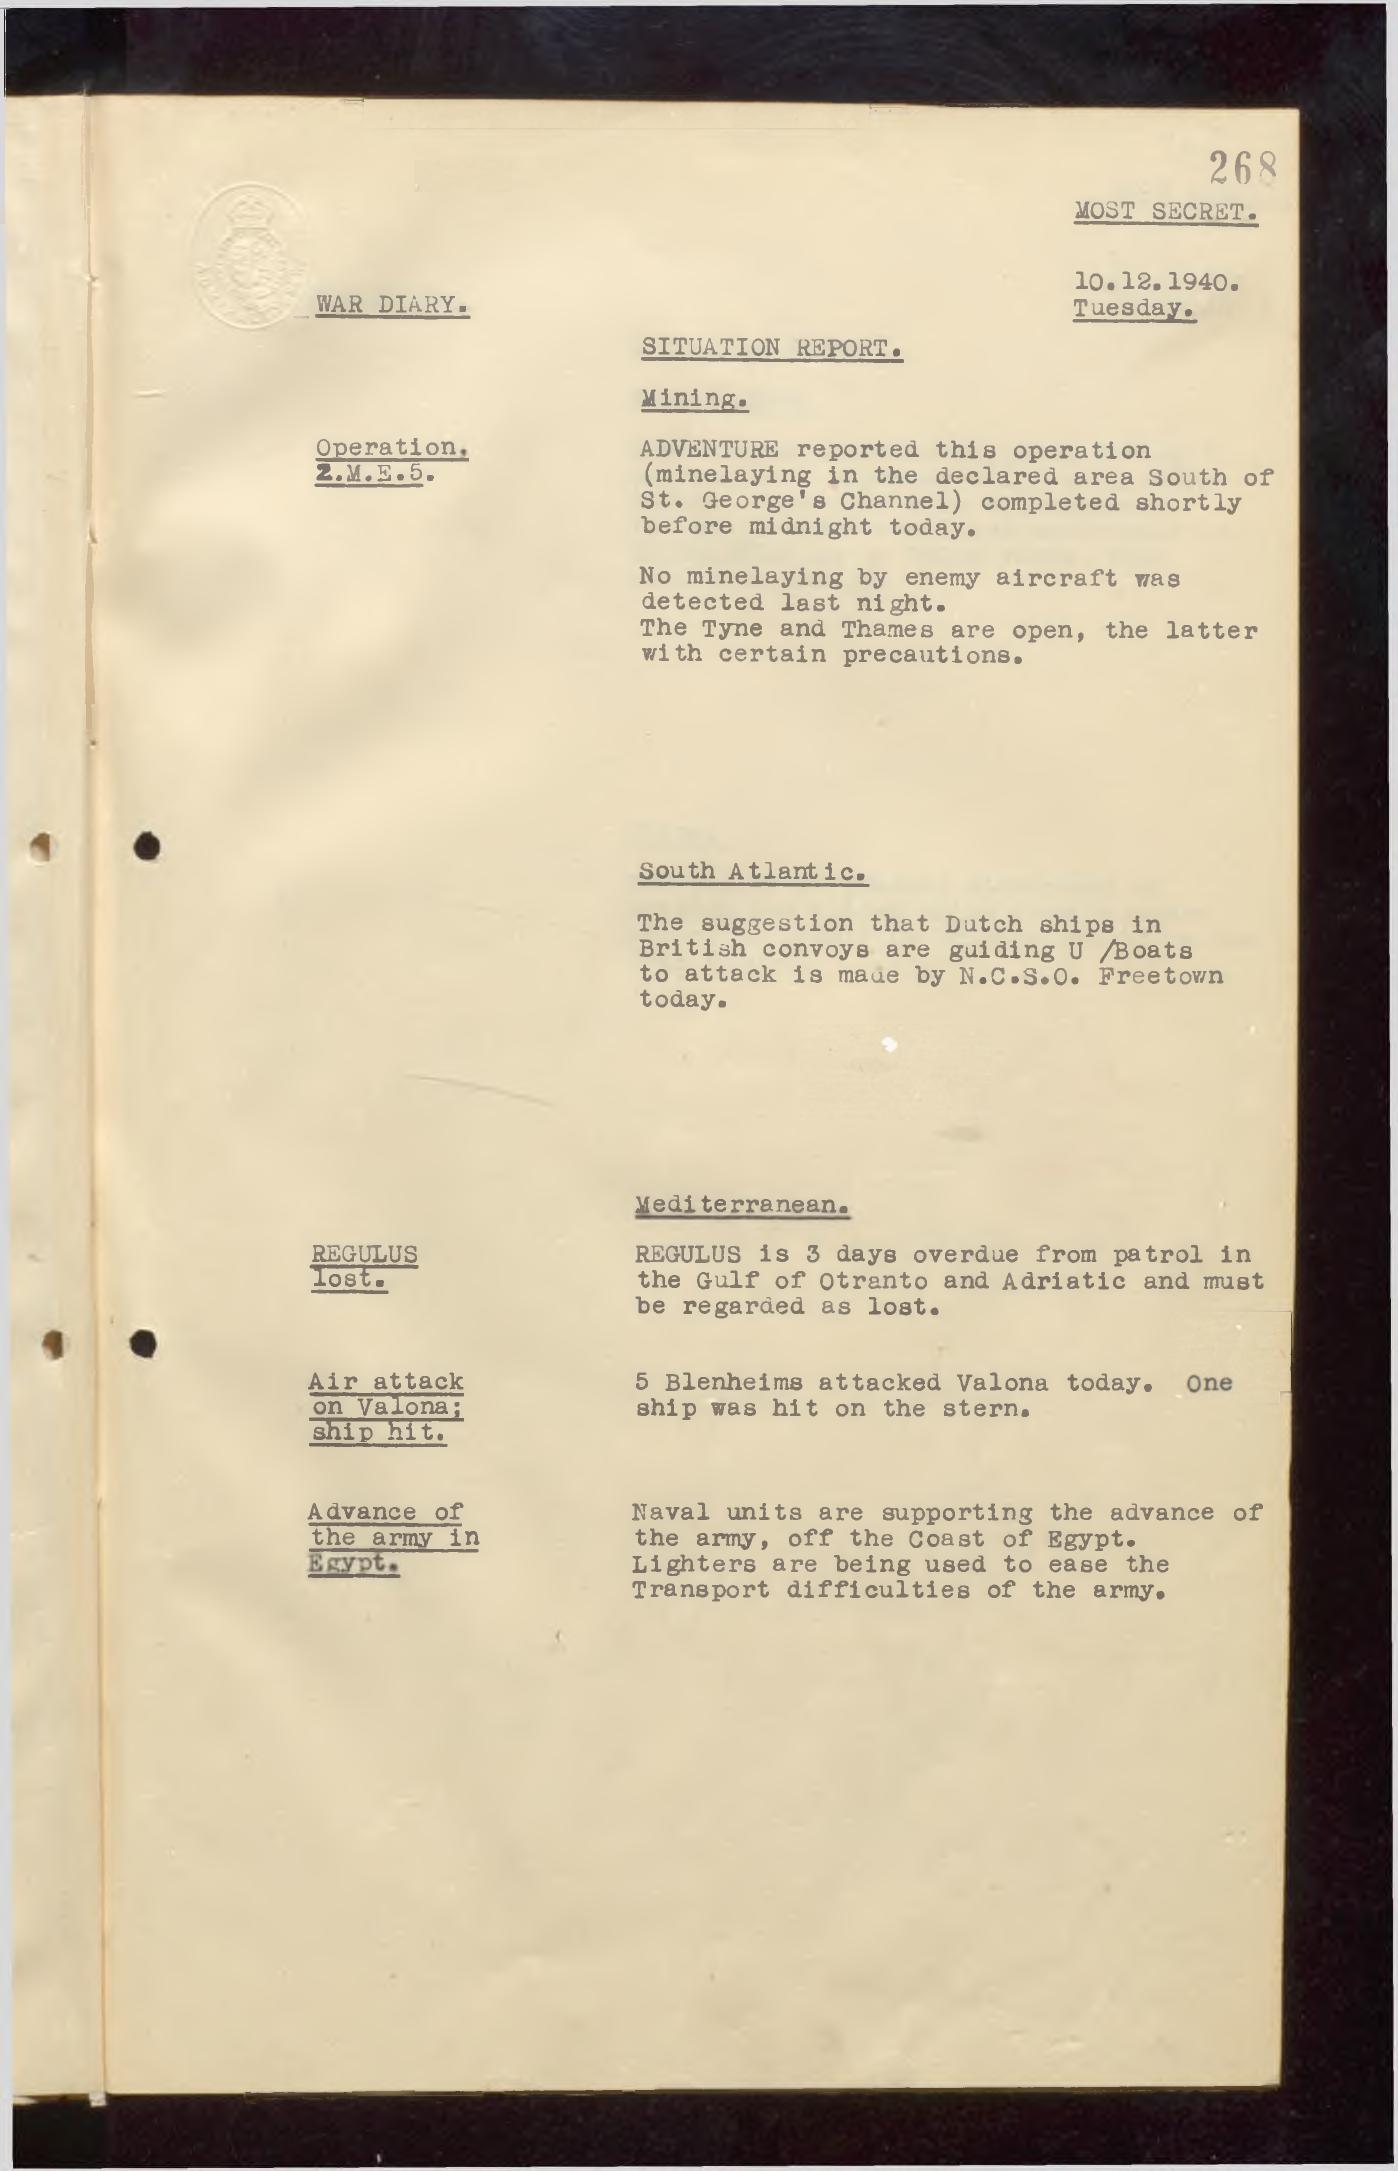 268
MOST SECRET.
10.12.1940.
Tuesday.
WAR DIARY.
SITUATION REPORT.
Mining.
Operation.
Z.M.E.5.
ADVENTURE reported this operation
(minelaying in the declared area South of
St. George's Channel) completed shortly
before midnight today.
No minelaying by enemy aircraft was
detected last night.
The Tyne and Thames are open, the latter
with certain precautions.
South Atlantic.
The suggestion that Dutch ships in
British convoys are guiding U /Boats
to attack is made by N.C.S.O. Freetown
today.
Mediterranean.
REGULUS
lost.
REGULUS is 3 days overdue from patrol in
the Gulf of Otranto and Adriatic and must
be regarded as lost.
Air attack
on Valona;
ship hit.
5 Blenheims attacked Valona today. One
ship was hit on the stern.
Advance of
the army in
Egypt.
Naval units are supporting the advance of
the army, off the Coast of Egypt.
Lighters are being used to ease the
Transport difficulties of the army.